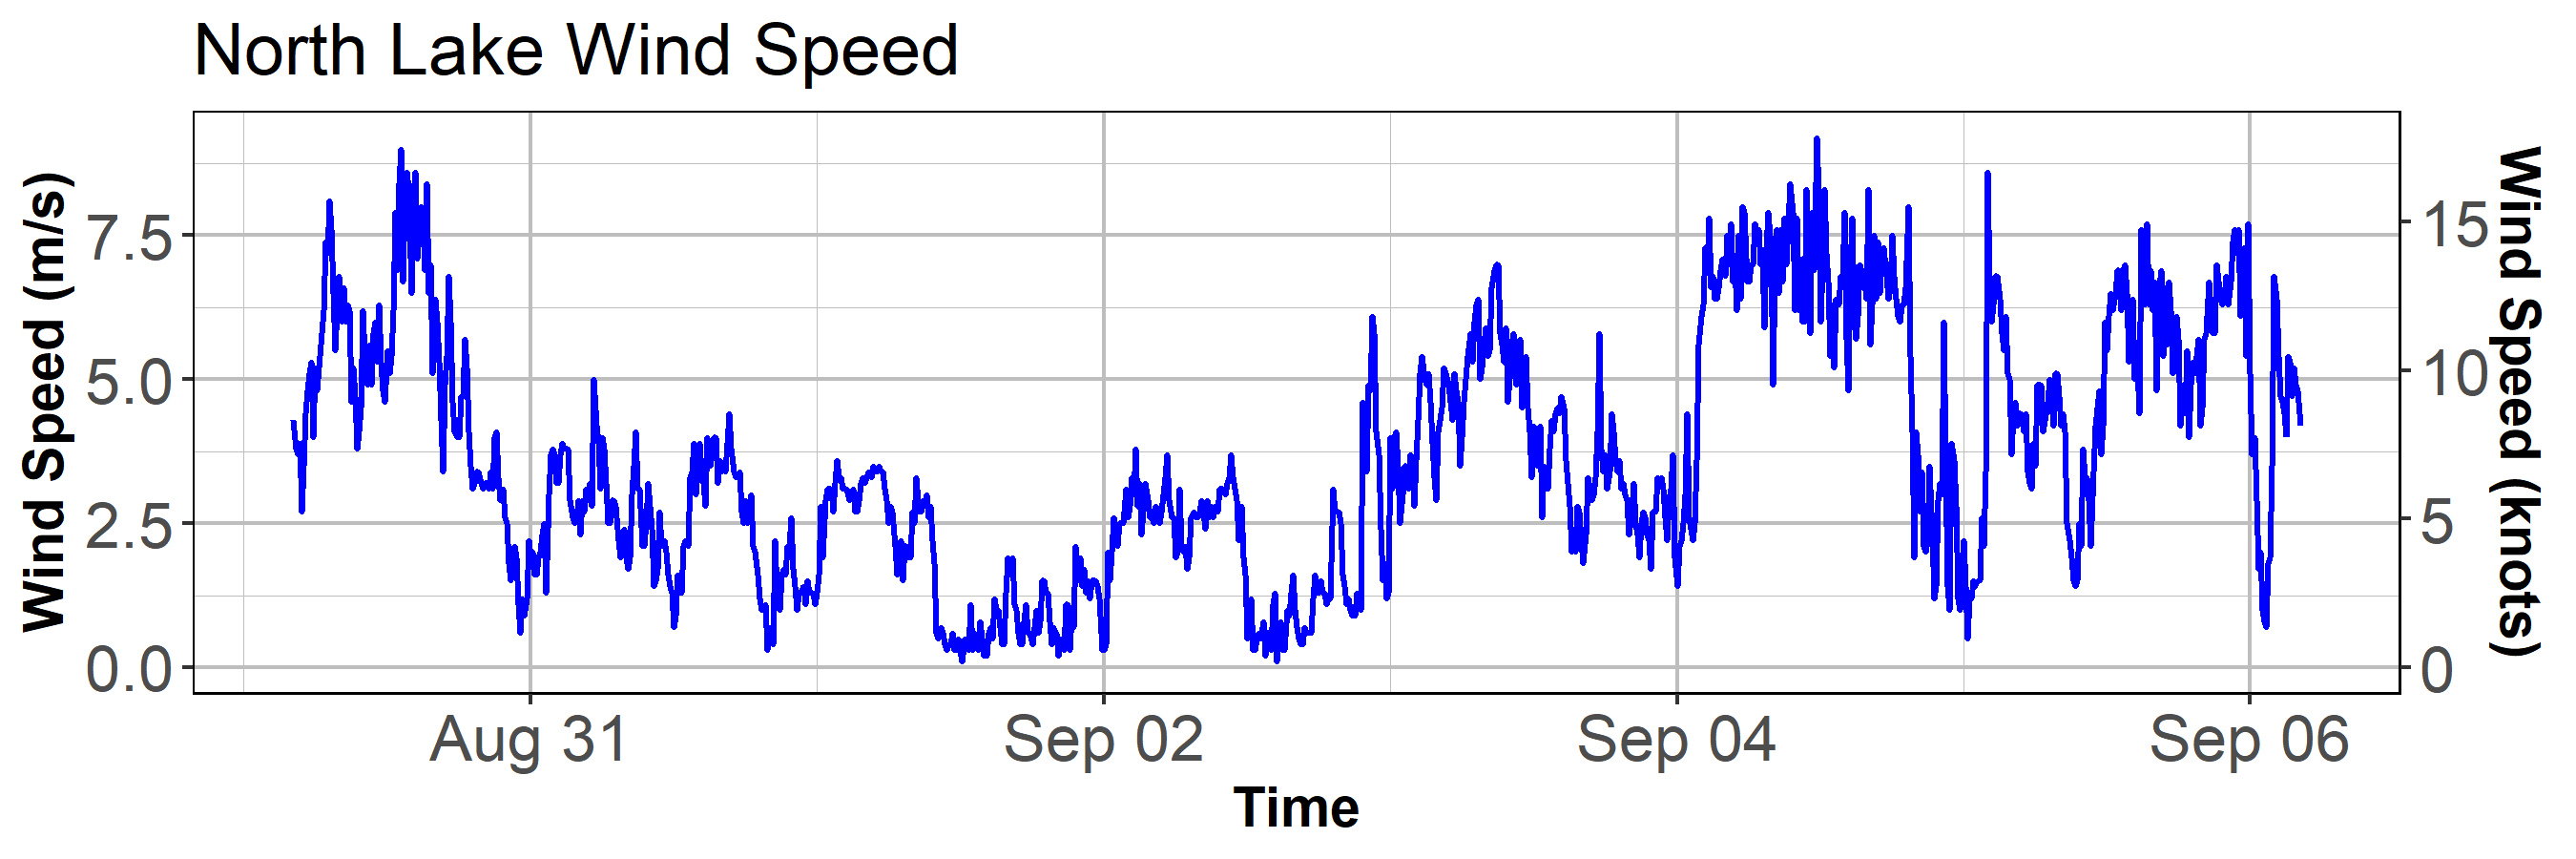 North Lake Wind Speed
Wind Speed (m/s)
7.5
5.0
2.5
0.0
15
10
5
0
Wind Speed (knots)
Aug 31
Sep 02
Sep 04
Sep 06
Time